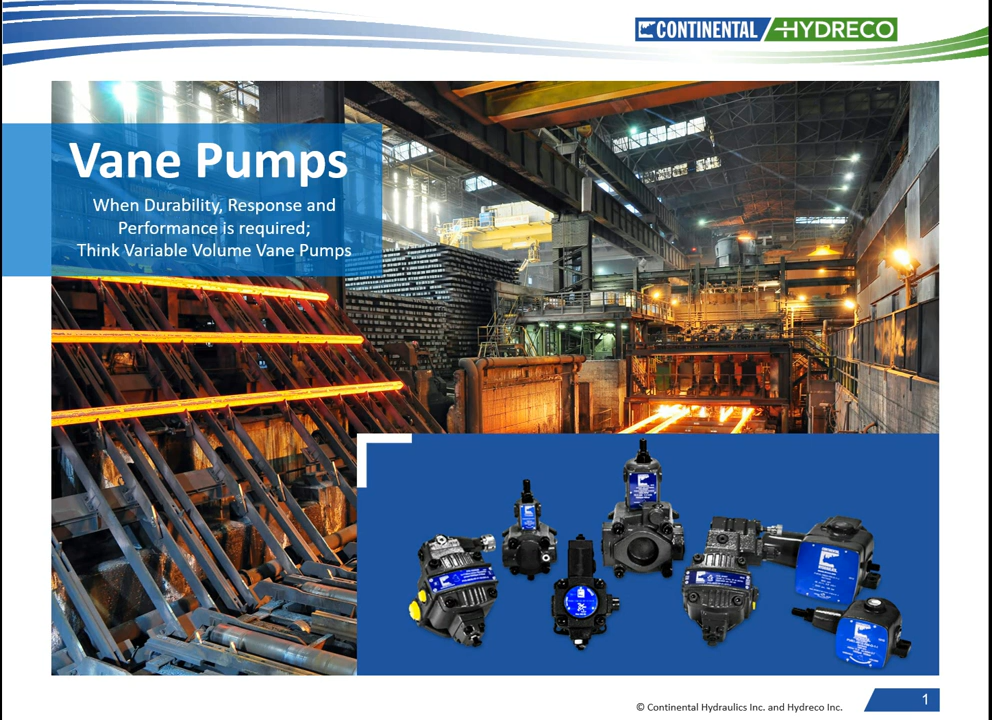 CONTINENTAL HYDRECO
Vane Pumps
When Durability, Response and
Performance is required;
Think Variable Volume Vane Pumps
© Continental Hydraulics Inc. and Hydreco Inc.
1